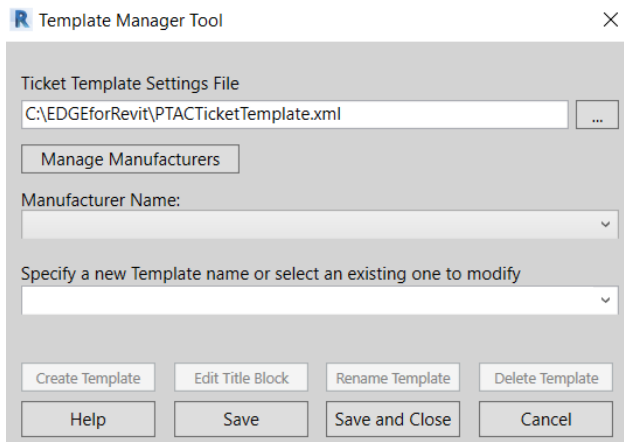 R Template Manager Tool
Ticket Template Settings File
C:\EDGEforRevit\PTACTicketTemplate.xml
...
Manage Manufacturers
Manufacturer Name:
Specify a new Template name or select an existing one to modify
Create Template Edit Title Block Rename Template Delete Template
Help Save Save and Close Cancel